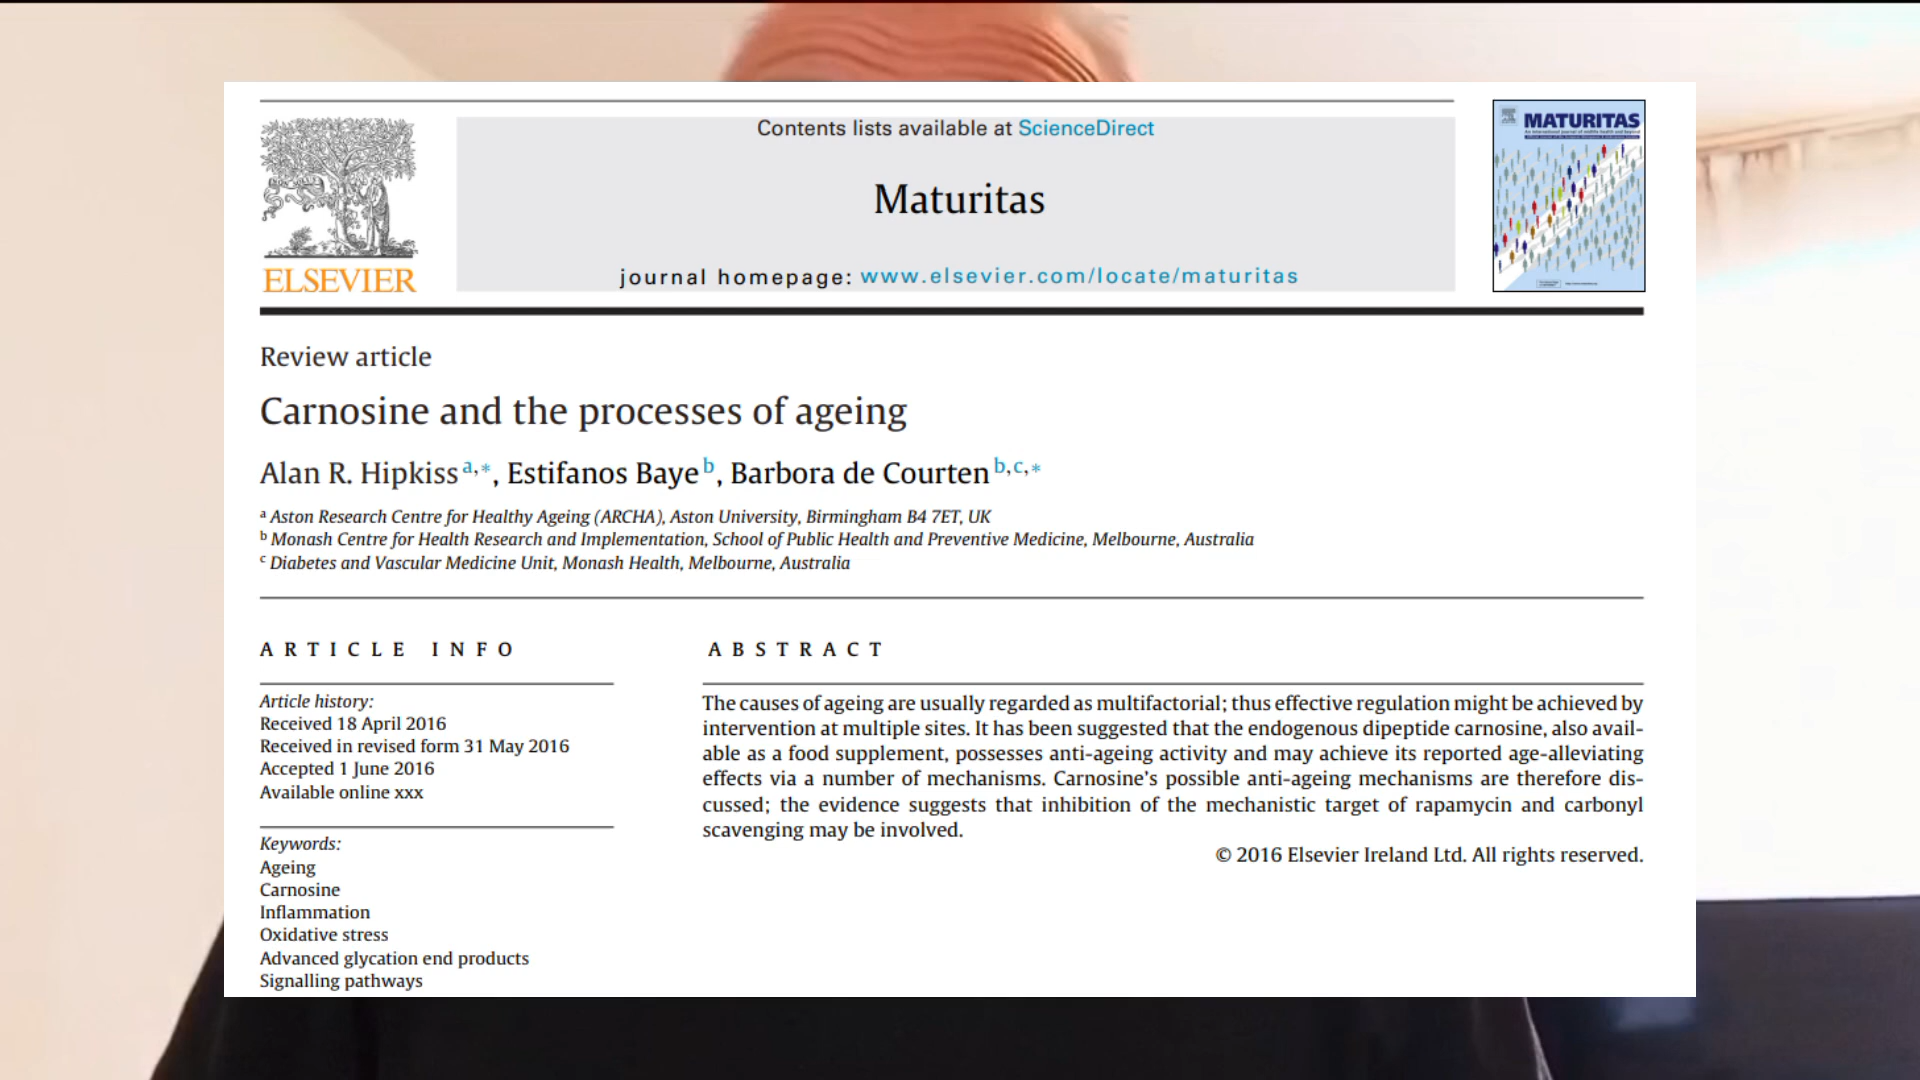 Contents lists available at ScienceDirect
Maturitas
journal homepage: www.elsevier.com/locate/maturitas
ELSEVIER
MATURITAS
Review article
Carnosine and the processes of ageing
Alan R. Hipkiss a,*, Estifanos Baye b, Barbora de Courten b,c,*
a Aston Research Centre for Healthy Ageing (ARCHA), Aston University, Birmingham B4 7ET, UK
b Monash Centre for Health Research and Implementation, School of Public Health and Preventive Medicine, Melbourne, Australia
c Diabetes and Vascular Medicine Unit, Monash Health, Melbourne, Australia
ARTICLE INFO
Article history:
Received 18 April 2016
Received in revised form 31 May 2016
Accepted 1 June 2016
Available online xxx
Keywords:
Ageing
Carnosine
Inflammation
Oxidative stress
Advanced glycation end products
Signalling pathways
ABSTRACT
The causes of ageing are usually regarded as multifactorial; thus effective regulation might be achieved by
intervention at multiple sites. It has been suggested that the endogenous dipeptide carnosine, also avail-
able as a food supplement, possesses anti-ageing activity and may achieve its reported age-alleviating
effects via a number of mechanisms. Carnosine's possible anti-ageing mechanisms are therefore dis-
cussed; the evidence suggests that inhibition of the mechanistic target of rapamycin and carbonyl
scavenging may be involved.
© 2016 Elsevier Ireland Ltd. All rights reserved.